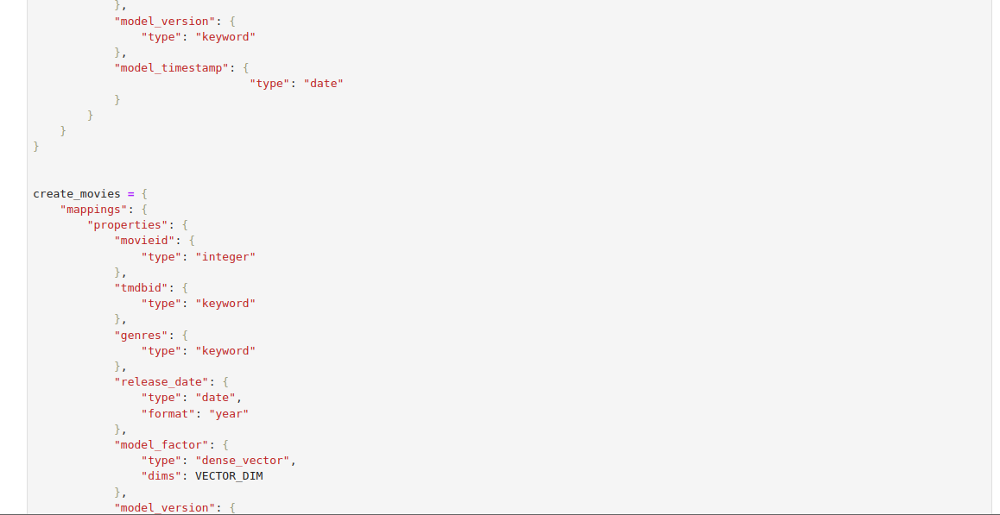 },
            "model_version": {
                "type": "keyword"
            },
            "model_timestamp": {
                                "type": "date"
            }
        }
    }
}
create_movies = {
    "mappings": {
        "properties": {
            "movieid": {
                "type": "integer"
            },
            "tmdbid": {
                "type": "keyword"
            },
            "genres": {
                "type": "keyword"
            },
            "release_date": {
                "type": "date",
                "format": "year"
            },
            "model_factor": {
                "type": "dense_vector",
                "dims": VECTOR_DIM
            },
            "model_version": {